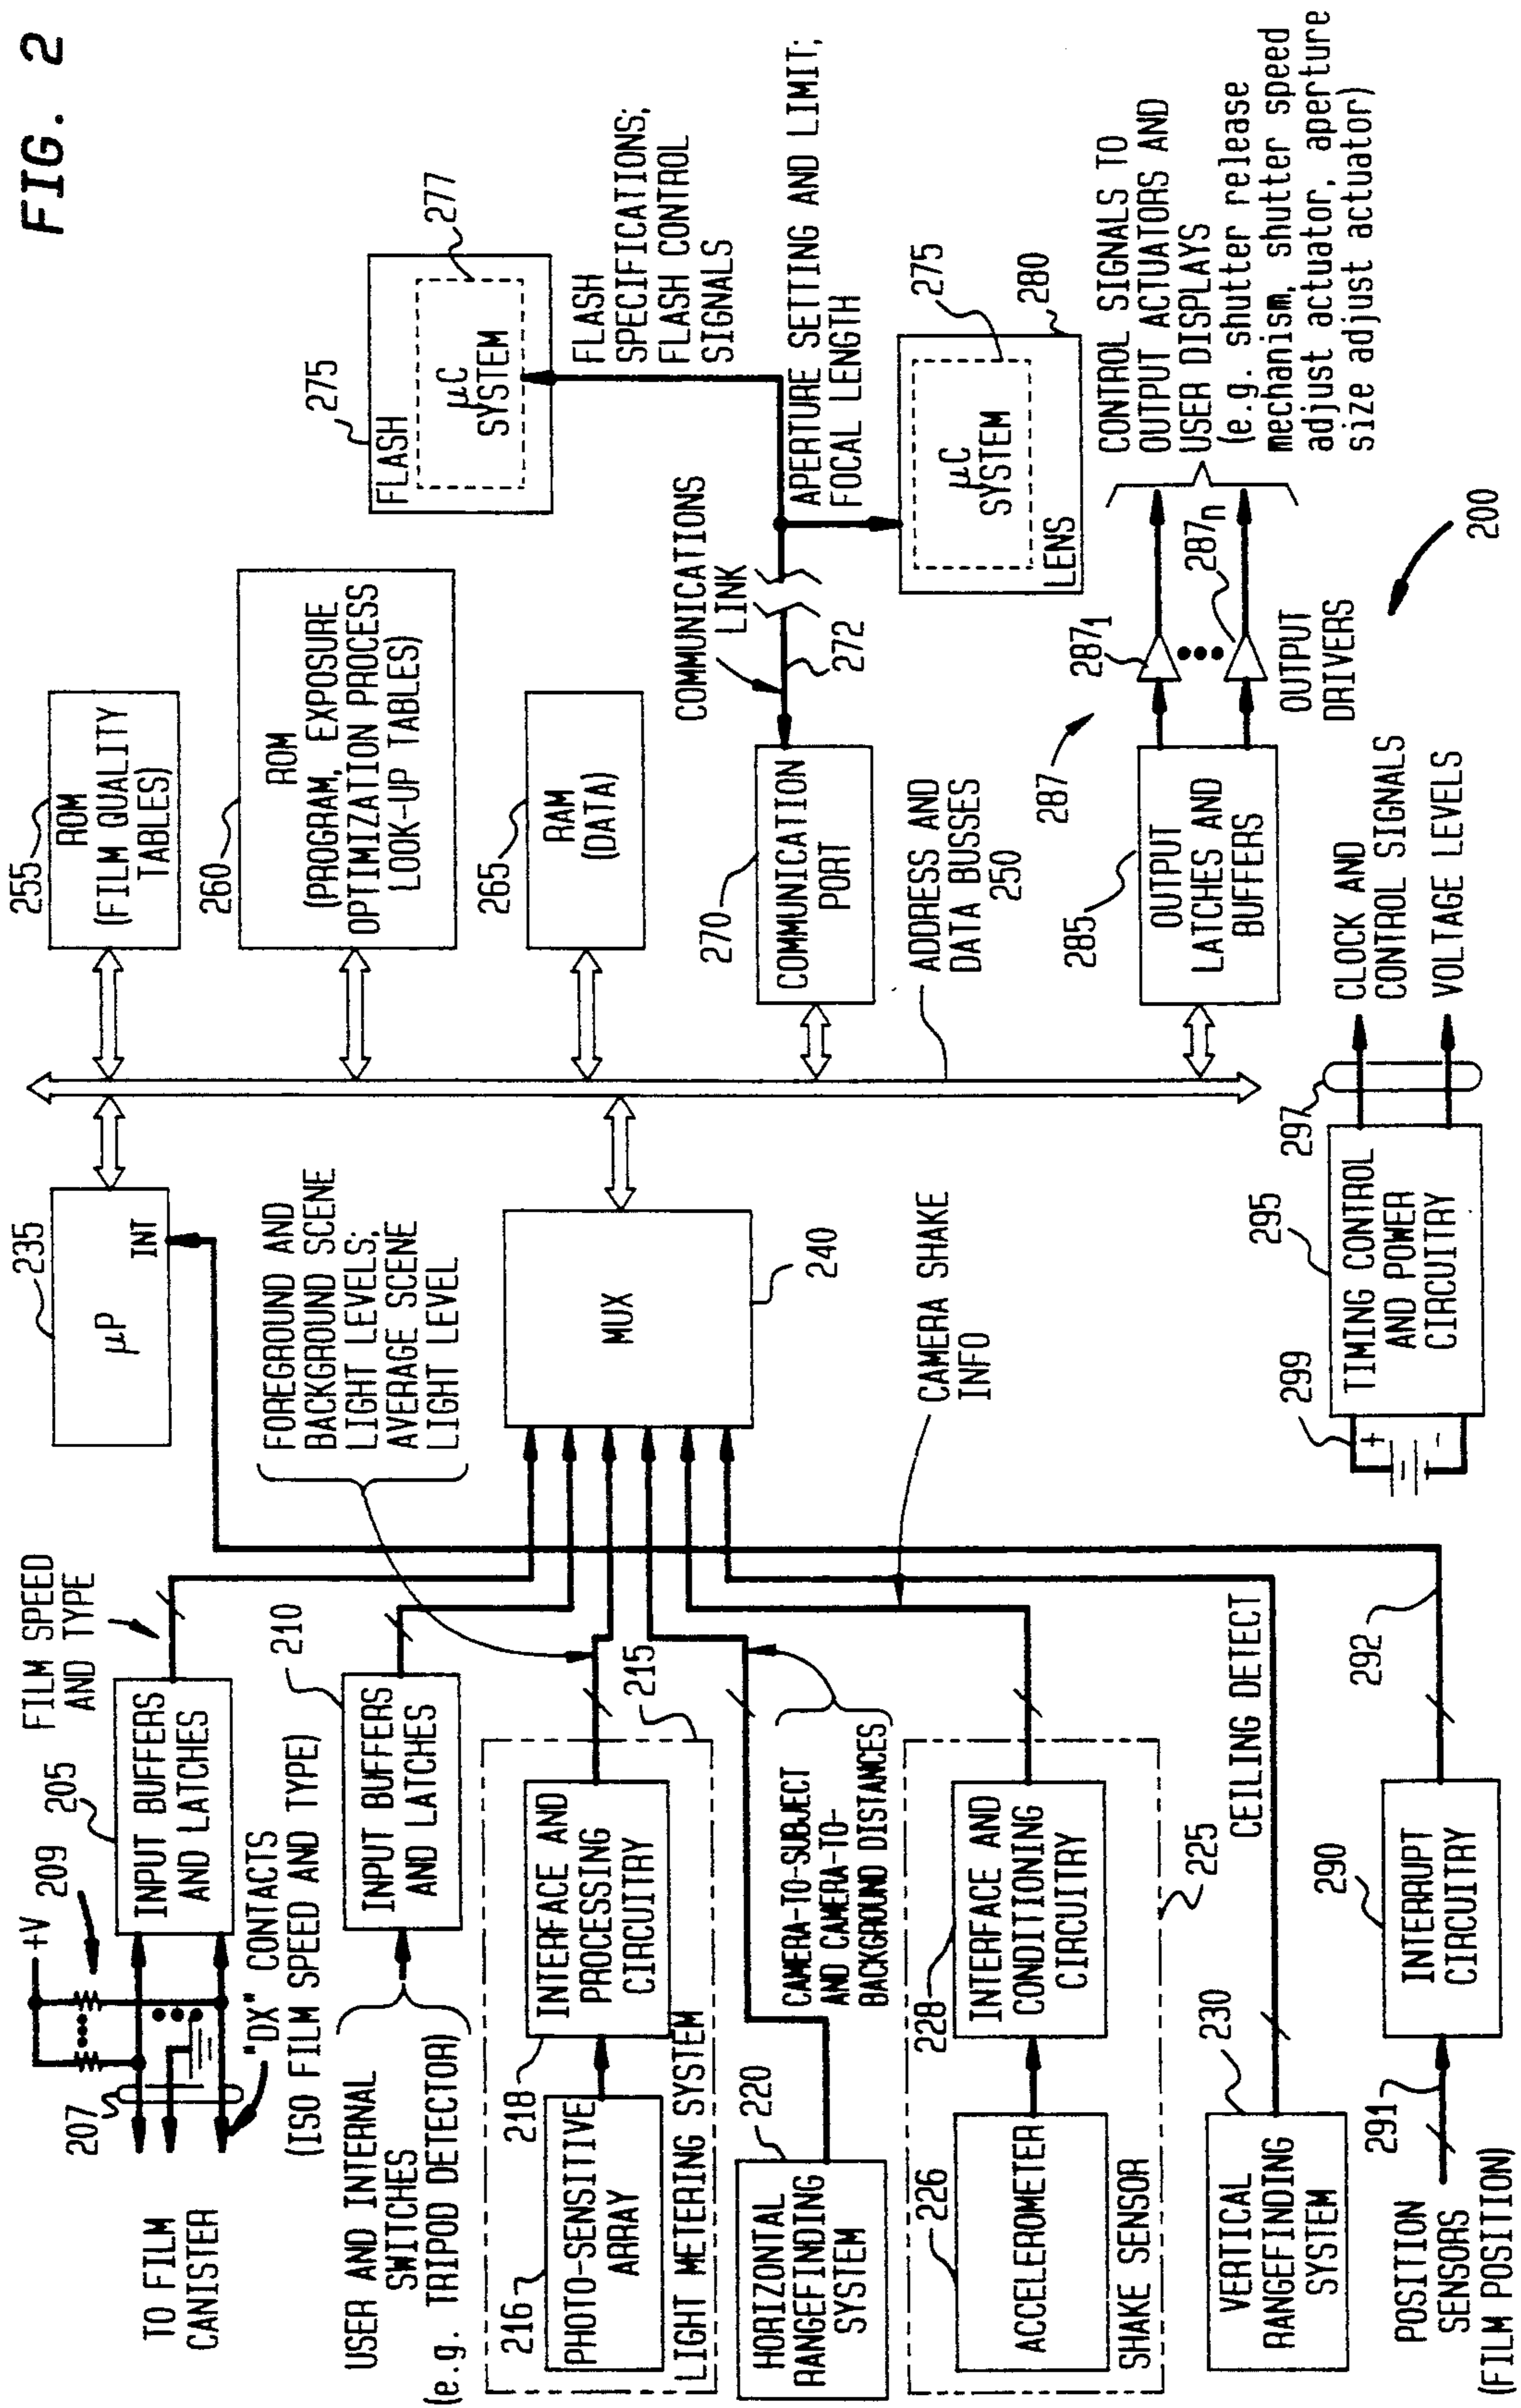 FIG. 2
TO FILM
CANISTER
207
+V
209
"DX" CONTACTS
(ISO FILM SPEED AND TYPE)
205
INPUT BUFFERS
AND LATCHES
FILM SPEED
AND TYPE
USER AND INTERNAL
SWITCHES
(e.g. TRIPOD DETECTOR)
210
INPUT BUFFERS
AND LATCHES
216
PHOTO-SENSITIVE
ARRAY
218
INTERFACE AND
PROCESSING
CIRCUITRY
215
LIGHT METERING SYSTEM
FOREGROUND AND
BACKGROUND SCENE
LIGHT LEVELS;
AVERAGE SCENE
LIGHT LEVEL
220
HORIZONTAL
RANGEFINDING
SYSTEM
CAMERA-TO-SUBJECT
AND CAMERA-TO-
BACKGROUND DISTANCES
226
ACCELEROMETER
228
INTERFACE AND
CONDITIONING
CIRCUITRY
225
SHAKE SENSOR
CAMERA SHAKE
INFO
230
VERTICAL
RANGEFINDING
SYSTEM
CEILING DETECT
POSITION
SENSORS
(FILM POSITION)
291
290
INTERRUPT
CIRCUITRY
292
235
µP
INT
MUX
240
299
+
-
295
TIMING CONTROL
AND POWER
CIRCUITRY
297
CLOCK AND
CONTROL SIGNALS
VOLTAGE LEVELS
255
ROM
(FILM QUALITY
TABLES)
260
ROM
(PROGRAM, EXPOSURE
OPTIMIZATION PROCESS
LOOK-UP TABLES)
265
RAM
(DATA)
270
COMMUNICATION
PORT
ADDRESS AND
DATA BUSSES
250
285
OUTPUT
LATCHES AND
BUFFERS
287
287₁
287ₙ
OUTPUT
DRIVERS
COMMUNICATIONS
LINK
272
275
FLASH
µC
SYSTEM
277
FLASH
SPECIFICATIONS;
FLASH CONTROL
SIGNALS
APERTURE SETTING AND LIMIT;
FOCAL LENGTH
LENS
µC
SYSTEM
275
280
CONTROL SIGNALS TO
OUTPUT ACTUATORS AND
USER DISPLAYS
(e.g. shutter release
mechanism, shutter speed
adjust actuator, aperture
size adjust actuator)
200